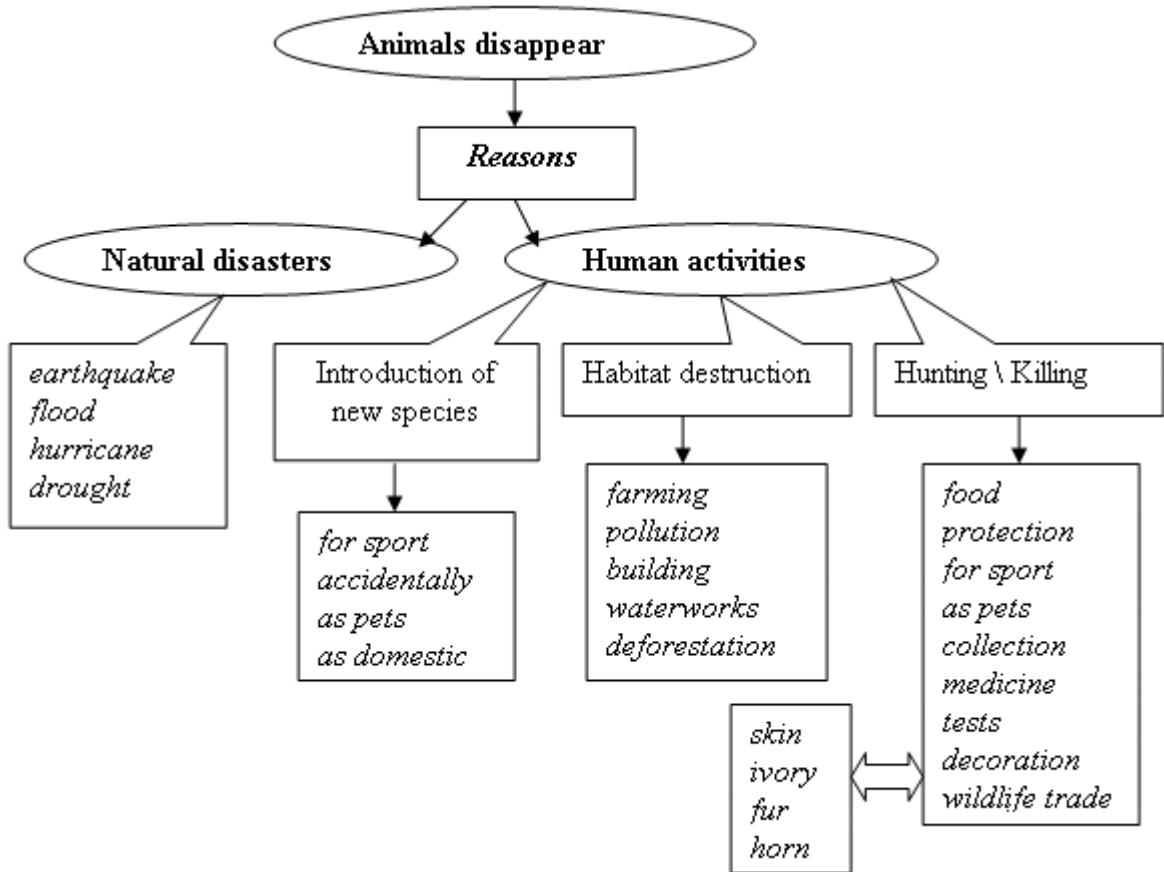 Animals disappear
Reasons
Natural disasters
Human activities
earthquake
flood
hurricane
drought
Introduction of
new species
Habitat destruction
Hunting \ Killing
for sport
accidentally
as pets
as domestic
farming
pollution
building
waterworks
deforestation
food
protection
for sport
as pets
collection
medicine
tests
decoration
wildlife trade
skin
ivory
fur
horn